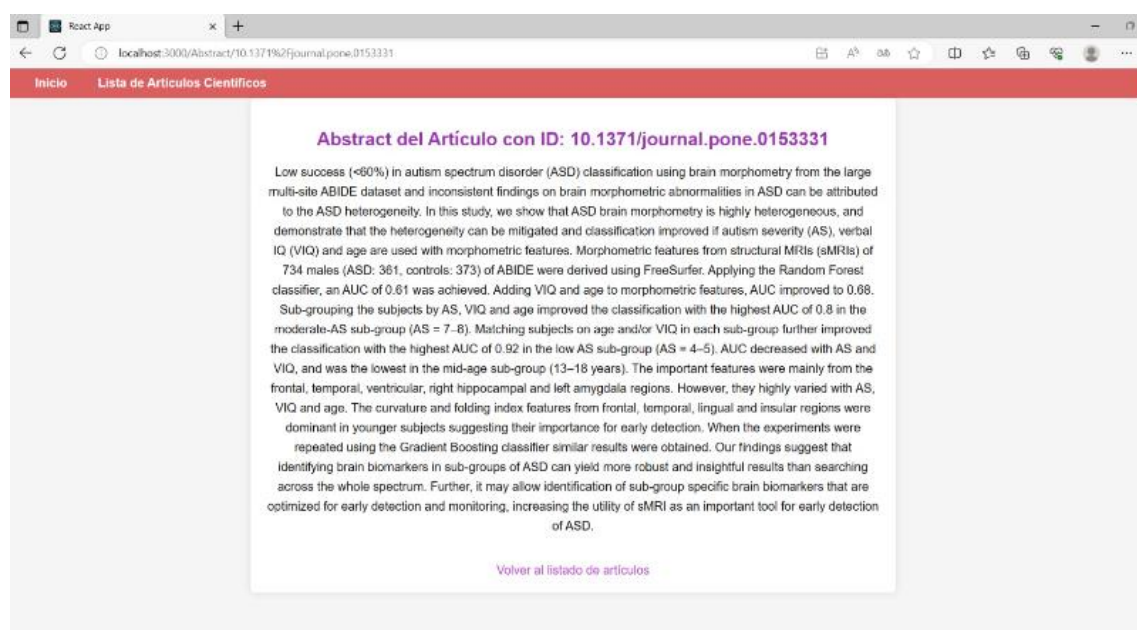 React App
localhost:3000/Abstract/10.1371%2Fjournal.pone.0153331
Inicio Lista de Articulos Científicos
Abstract del Artículo con ID: 10.1371/journal.pone.0153331
Low success (<60%) in autism spectrum disorder (ASD) classification using brain morphometry from the large
multi-site ABIDE dataset and inconsistent findings on brain morphometric abnormalities in ASD can be attributed
to the ASD heterogeneity. In this study, we show that ASD brain morphometry is highly heterogeneous, and
demonstrate that the heterogeneity can be mitigated and classification improved if autism severity (AS), verbal
IQ (VIQ) and age are used with morphometric features. Morphometric features from structural MRIs (sMRIs) of
734 males (ASD: 361, controls: 373) of ABIDE were derived using FreeSurfer. Applying the Random Forest
classifier, an AUC of 0.61 was achieved. Adding VIQ and age to morphometric features, AUC improved to 0.68.
Sub-grouping the subjects by AS, VIQ and age improved the classification with the highest AUC of 0.8 in the
moderate-AS sub-group (AS = 7–8). Matching subjects on age and/or VIQ in each sub-group further improved
the classification with the highest AUC of 0.92 in the low AS sub-group (AS = 4–5). AUC decreased with AS and
VIQ, and was the lowest in the mid-age sub-group (13–18 years). The important features were mainly from the
frontal, temporal, ventricular, right hippocampal and left amygdala regions. However, they highly varied with AS,
VIQ and age. The curvature and folding index features from frontal, temporal, lingual and insular regions were
dominant in younger subjects suggesting their importance for early detection. When the experiments were
repeated using the Gradient Boosting classifier similar results were obtained. Our findings suggest that
identifying brain biomarkers in sub-groups of ASD can yield more robust and insightful results than searching
across the whole spectrum. Further, it may allow identification of sub-group specific brain biomarkers that are
optimized for early detection and monitoring, increasing the utility of sMRI as an important tool for early detection
of ASD.
Volver al listado de artículos